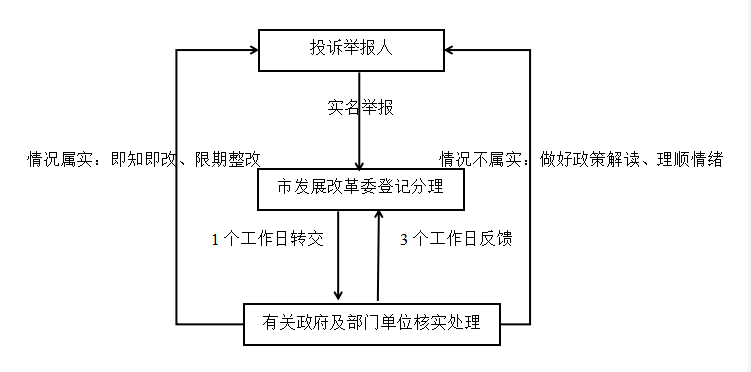 投诉举报人
实名举报
情况属实：即知即改、限期整改
情况不属实：做好政策解读、理顺情绪
市发展改革委登记分理
1个工作日转交
3个工作日反馈
有关政府及部门单位核实处理